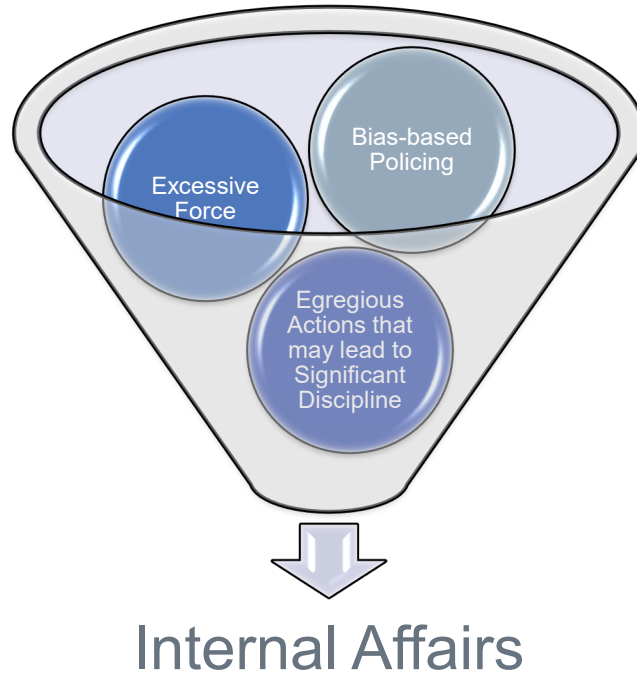 Bias-based
Policing
Excessive
Force
Egregious
Actions that
may lead to
Significant
Discipline
Internal Affairs